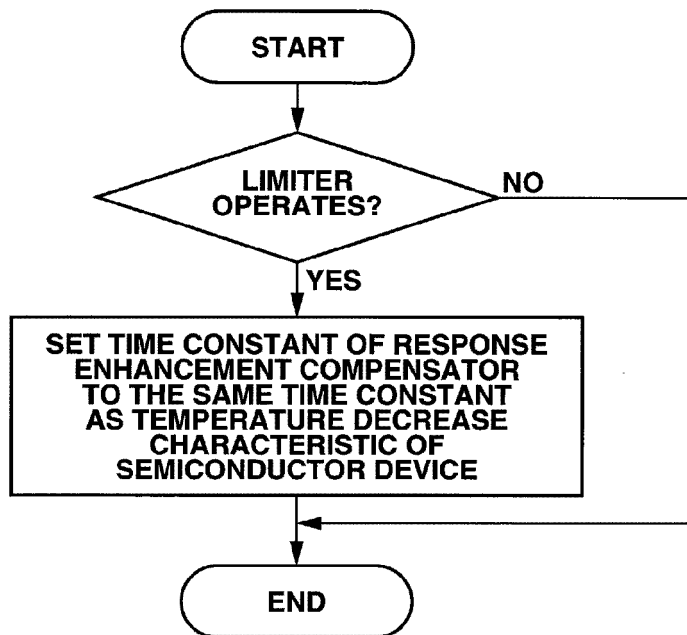 START
LIMITER
OPERATES?
NO
YES
SET TIME CONSTANT OF RESPONSE
ENHANCEMENT COMPENSATOR
TO THE SAME TIME CONSTANT
AS TEMPERATURE DECREASE
CHARACTERISTIC OF
SEMICONDUCTOR DEVICE
END